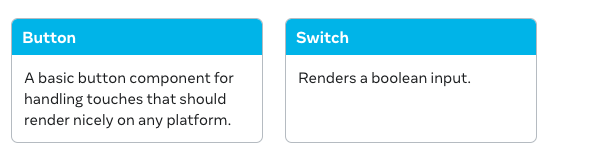 Button
A basic button component for
handling touches that should
render nicely on any platform.
Switch
Renders a boolean input.